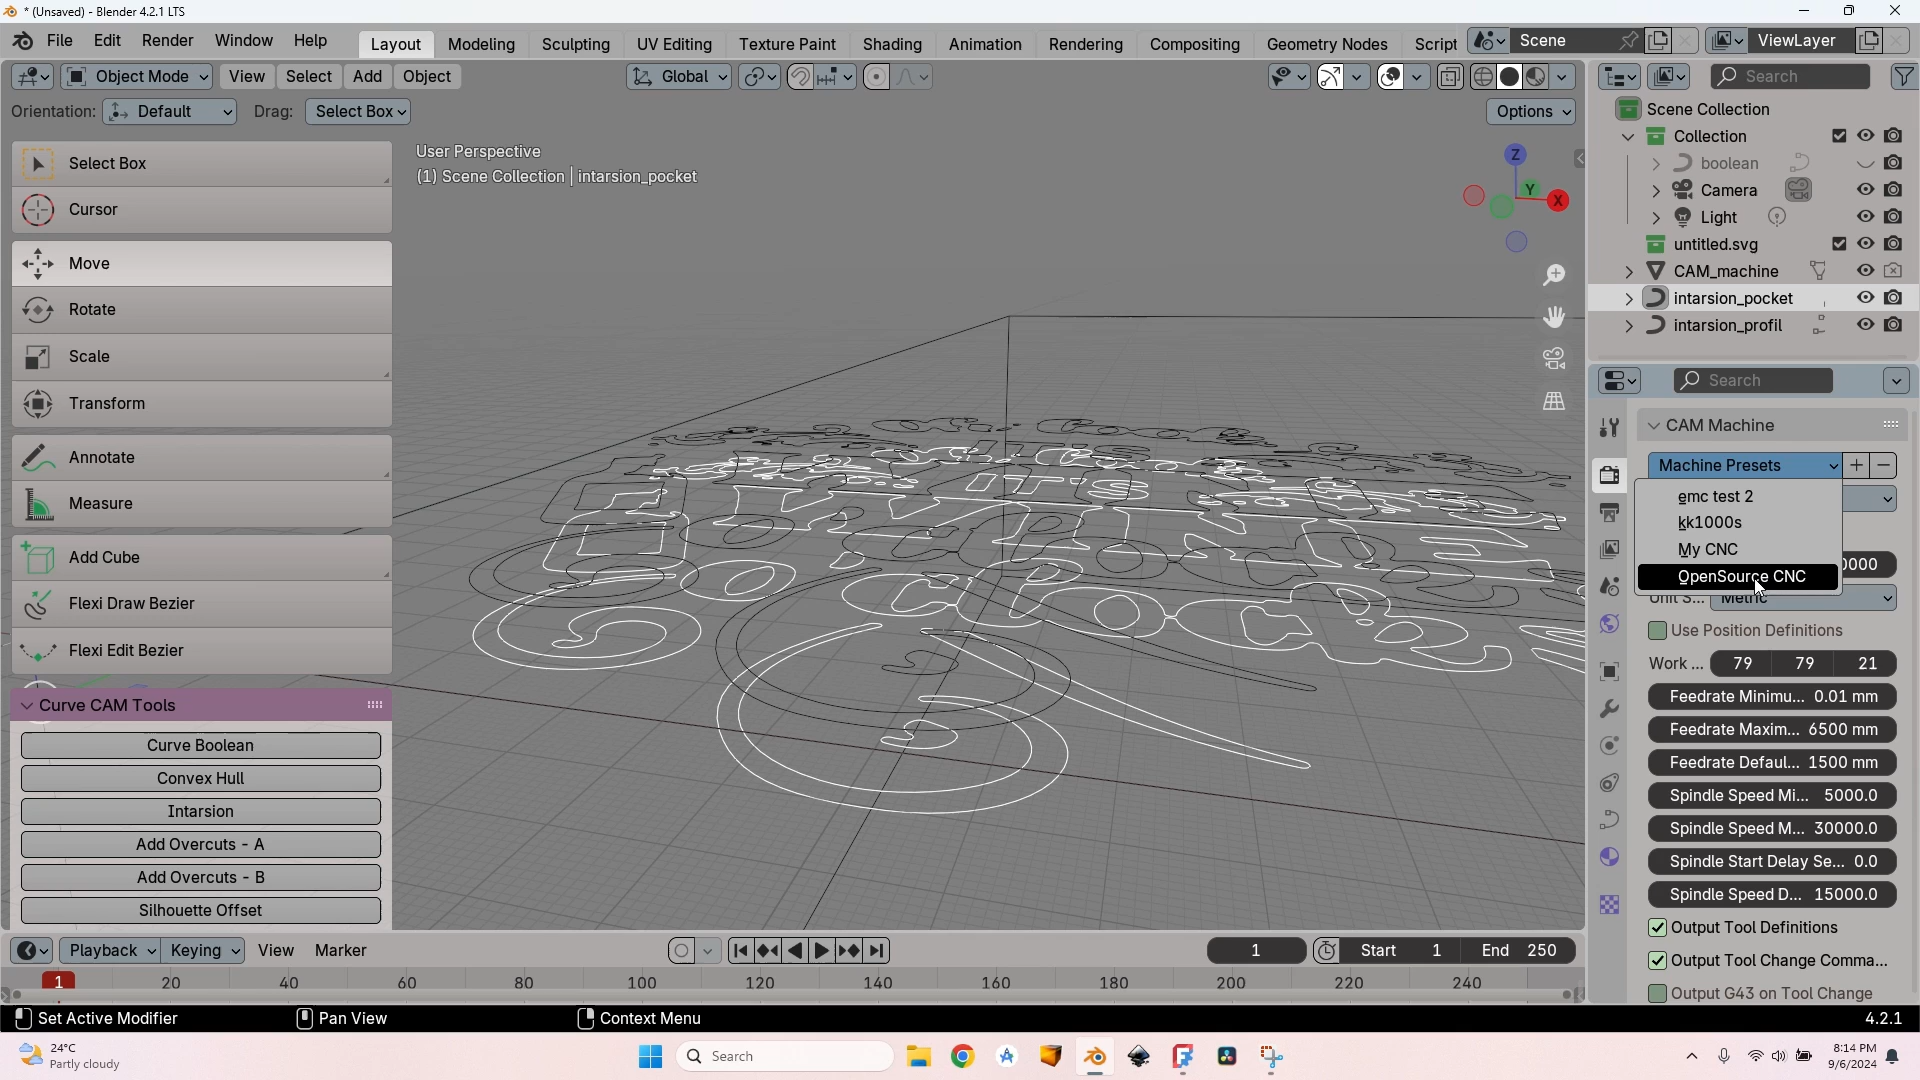 * (Unsaved) - Blender 4.2.1 LTS
File Edit Render Window Help Layout Modeling Sculpting UV Editing Texture Paint Shading Animation Rendering Compositing Geometry Nodes Script Scene ViewLayer
Object Mode View Select Add Object Global Search
Orientation: Default Drag: Select Box Options
Scene Collection
Collection
boolean
Camera
Light
untitled.svg
CAM_machine
intarsion_pocket
intarsion_profil
Select Box
Cursor
Move
Rotate
Scale
Transform
Annotate
Measure
Add Cube
Flexi Draw Bezier
Flexi Edit Bezier
Curve CAM Tools
Curve Boolean
Convex Hull
Intarsion
Add Overcuts - A
Add Overcuts - B
Silhouette Offset
User Perspective
(1) Scene Collection | intarsion_pocket
Z
Y
X
Search
CAM Machine
Machine Presets
emc test 2
kk1000s
My CNC
OpenSource CNC
0000
Unit S... Metric
Use Position Definitions
Work ... 79 79 21
Feedrate Minimu... 0.01 mm
Feedrate Maxim... 6500 mm
Feedrate Defaul... 1500 mm
Spindle Speed Mi... 5000.0
Spindle Speed M... 30000.0
Spindle Start Delay Se... 0.0
Spindle Speed D... 15000.0
Output Tool Definitions
Output Tool Change Comma...
Output G43 on Tool Change
Playback Keying View Marker 1 Start 1 End 250
1 20 40 60 80 100 120 140 160 180 200 220 240
Set Active Modifier Pan View Context Menu 4.2.1
24°C
Partly cloudy
Search
8:14 PM
9/6/2024